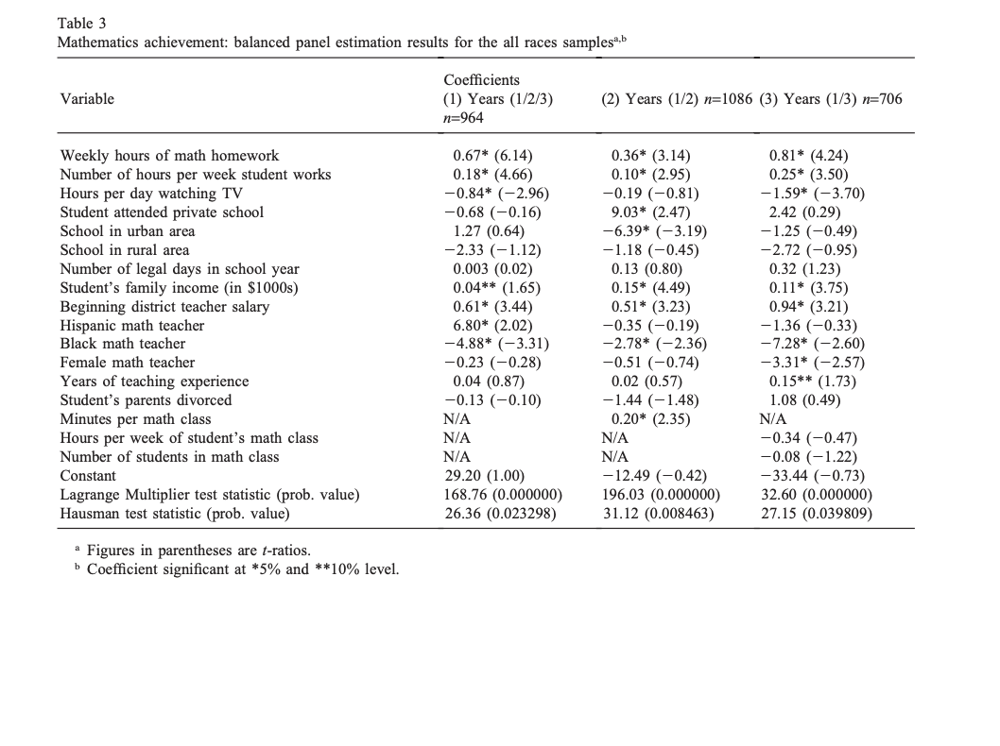 Table 3
Mathematics achievement: balanced panel estimation results for the all races samplesa,b
Coefficients
Variable (1) Years (1/2/3) (2) Years (1/2) n=1086 (3) Years (1/3) n=706
n=964
Weekly hours of math homework 0.67* (6.14) 0.36* (3.14) 0.81* (4.24)
Number of hours per week student works 0.18* (4.66) 0.10* (2.95) 0.25* (3.50)
Hours per day watching TV −0.84* (−2.96) −0.19 (−0.81) −1.59* (−3.70)
Student attended private school −0.68 (−0.16) 9.03* (2.47) 2.42 (0.29)
School in urban area 1.27 (0.64) −6.39* (−3.19) −1.25 (−0.49)
School in rural area −2.33 (−1.12) −1.18 (−0.45) −2.72 (−0.95)
Number of legal days in school year 0.003 (0.02) 0.13 (0.80) 0.32 (1.23)
Student's family income (in $1000s) 0.04** (1.65) 0.15* (4.49) 0.11* (3.75)
Beginning district teacher salary 0.61* (3.44) 0.51* (3.23) 0.94* (3.21)
Hispanic math teacher 6.80* (2.02) −0.35 (−0.19) −1.36 (−0.33)
Black math teacher −4.88* (−3.31) −2.78* (−2.36) −7.28* (−2.60)
Female math teacher −0.23 (−0.28) −0.51 (−0.74) −3.31* (−2.57)
Years of teaching experience 0.04 (0.87) 0.02 (0.57) 0.15** (1.73)
Student's parents divorced −0.13 (−0.10) −1.44 (−1.48) 1.08 (0.49)
Minutes per math class N/A 0.20* (2.35) N/A
Hours per week of student's math class N/A N/A −0.34 (−0.47)
Number of students in math class N/A N/A −0.08 (−1.22)
Constant 29.20 (1.00) −12.49 (−0.42) −33.44 (−0.73)
Lagrange Multiplier test statistic (prob. value) 168.76 (0.000000) 196.03 (0.000000) 32.60 (0.000000)
Hausman test statistic (prob. value) 26.36 (0.023298) 31.12 (0.008463) 27.15 (0.039809)
a Figures in parentheses are t-ratios.
b Coefficient significant at *5% and **10% level.